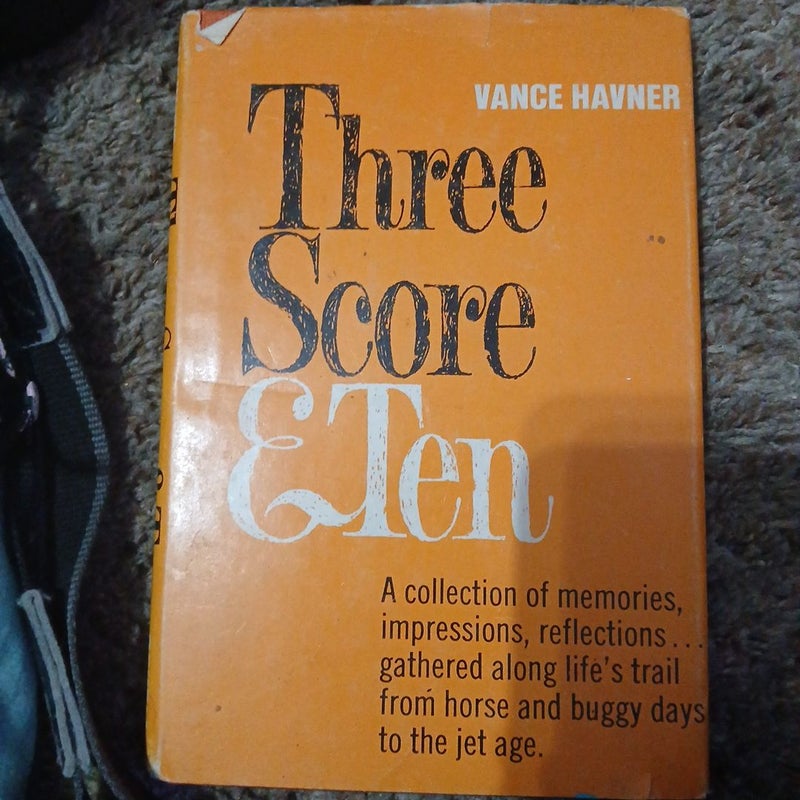 VANCE HAVNER
Three
Score
& Ten
A collection of memories,
impressions, reflections...
gathered along life's trail
from horse and buggy days
to the jet age.